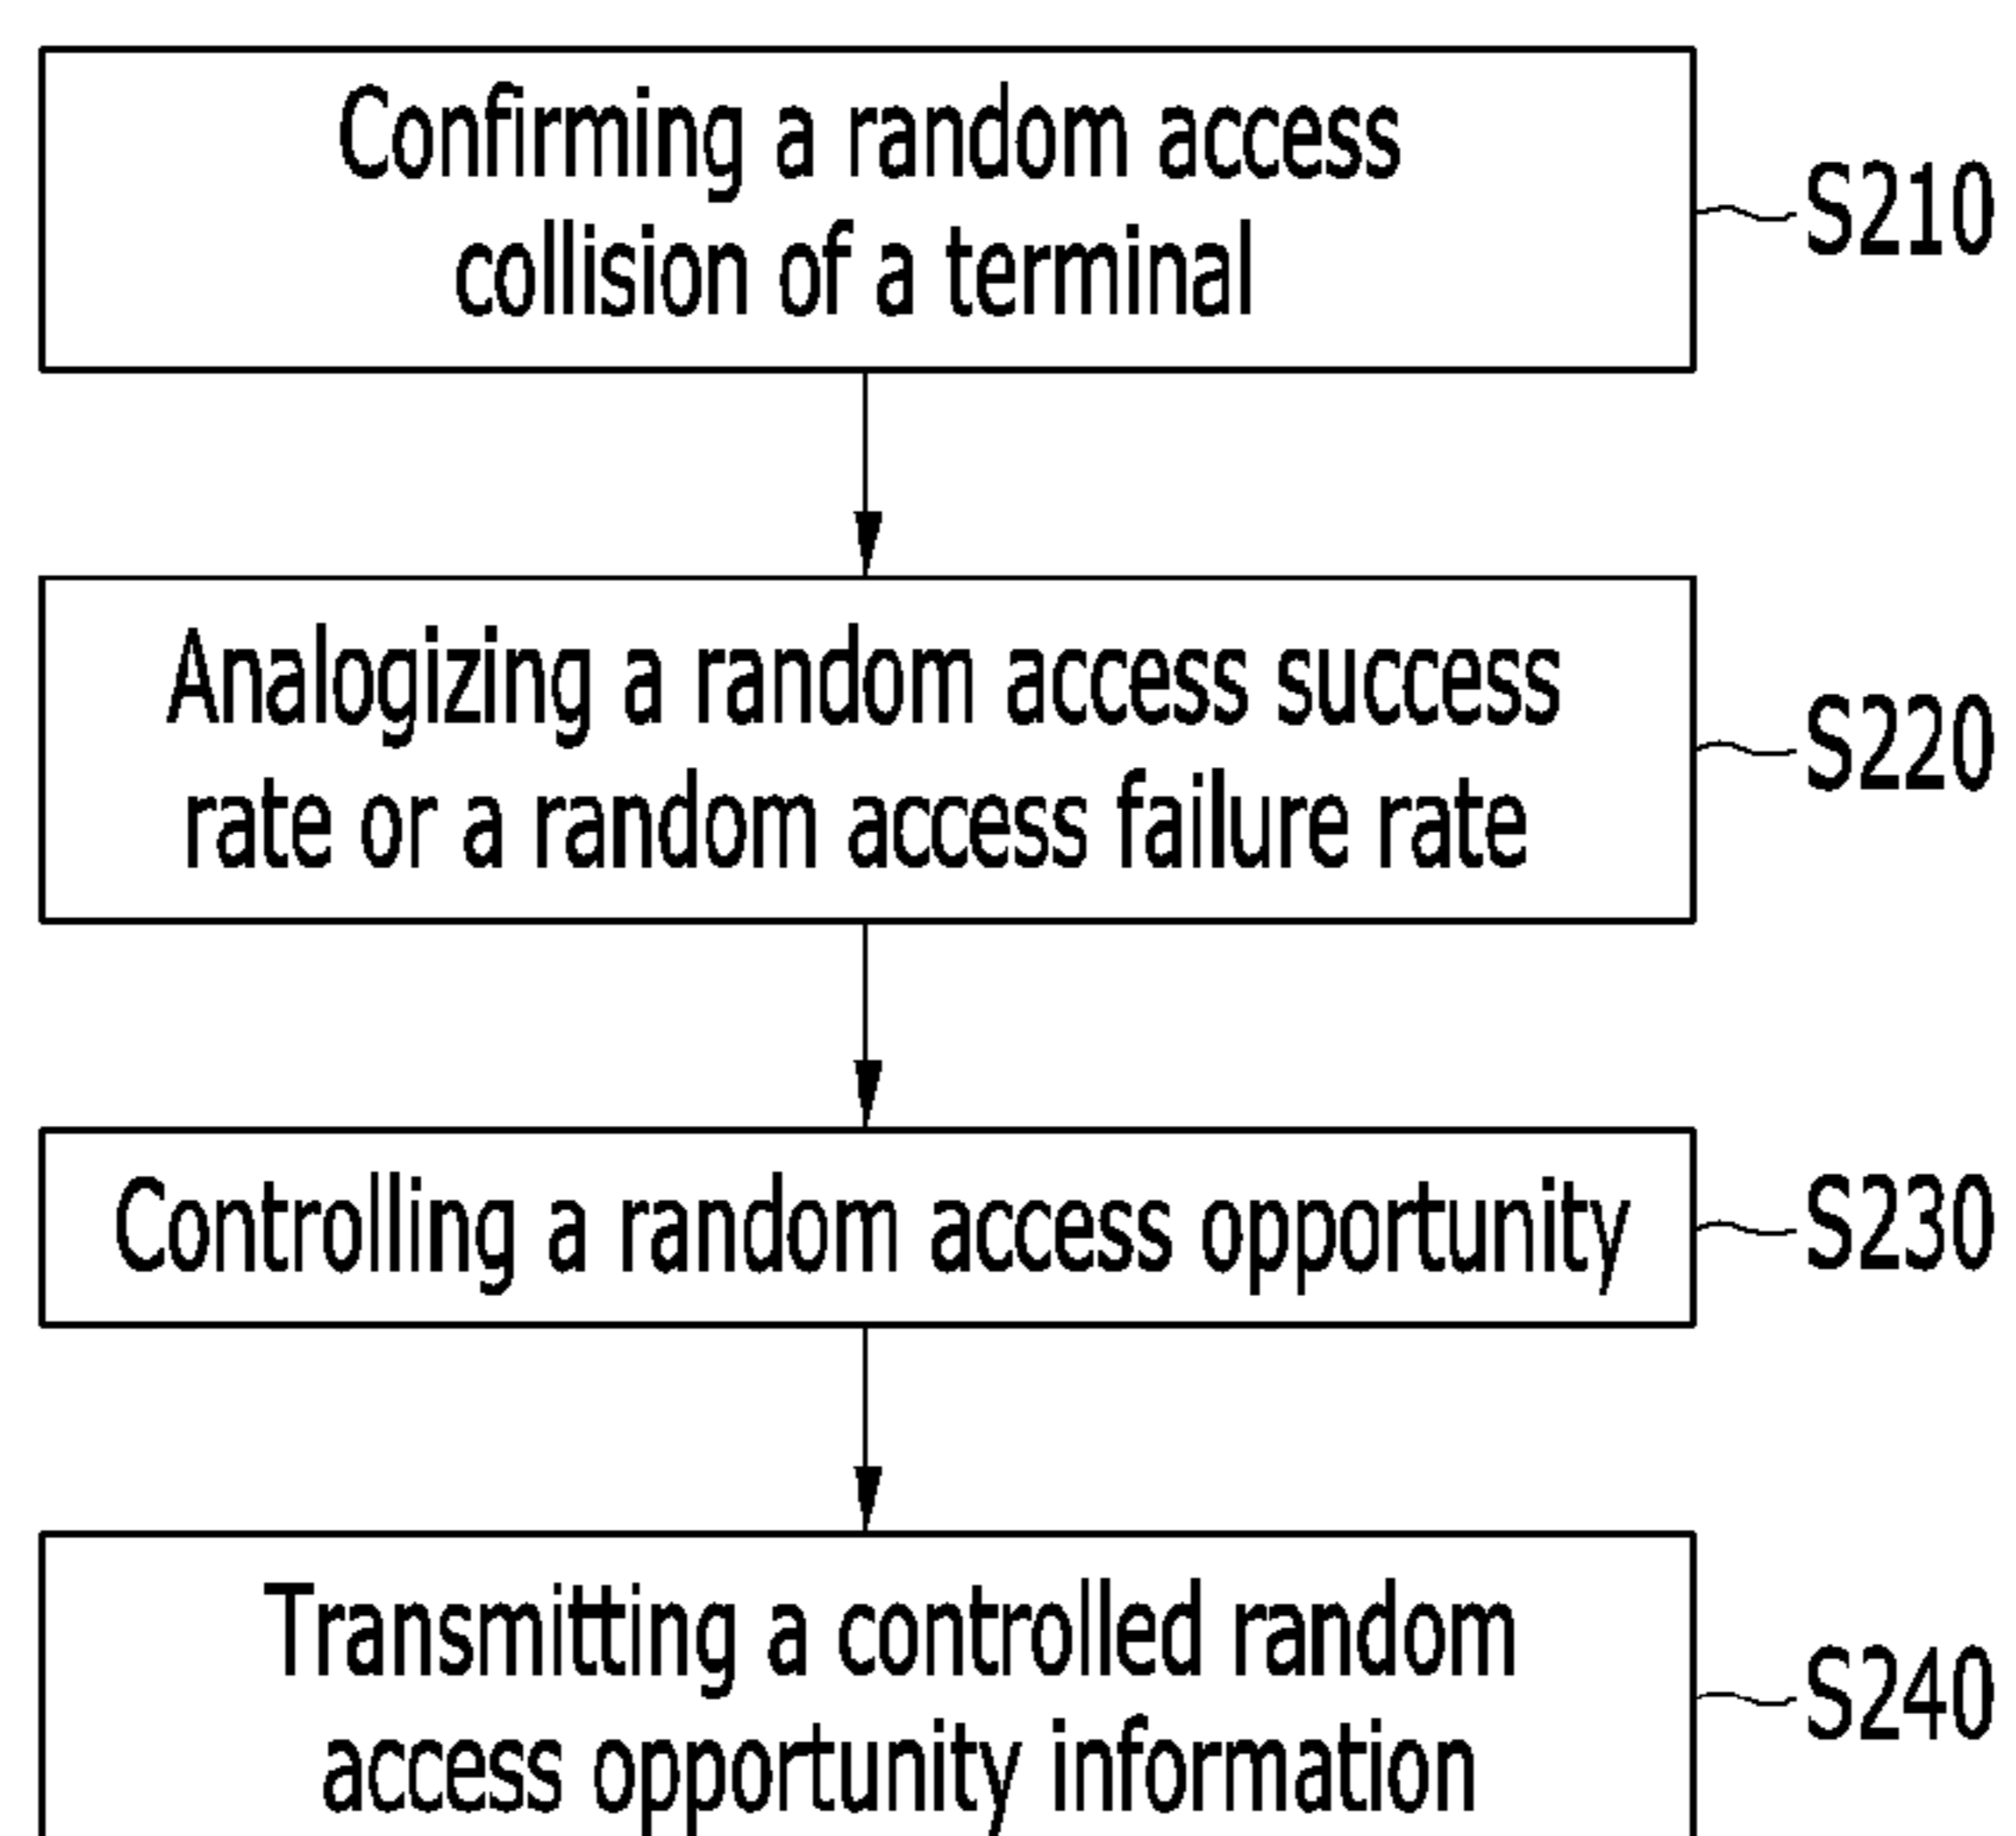 Confirming a random access
collision of a terminal
S210
Analogizing a random access success
rate or a random access failure rate
S220
Controlling a random access opportunity
S230
Transmitting a controlled random
access opportunity information
S240